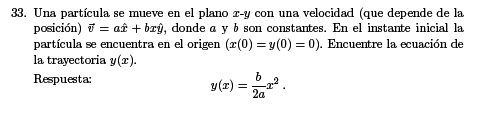 33. Una partícula se mueve en el plano x-y con una velocidad (que depende de la
posición) v⃗ = ax̂ + bxŷ, donde a y b son constantes. En el instante inicial la
partícula se encuentra en el origen (x(0) = y(0) = 0). Encuentre la ecuación de
la trayectoria y(x).
Respuesta:
y(x) = \frac{b}{2a}x² .